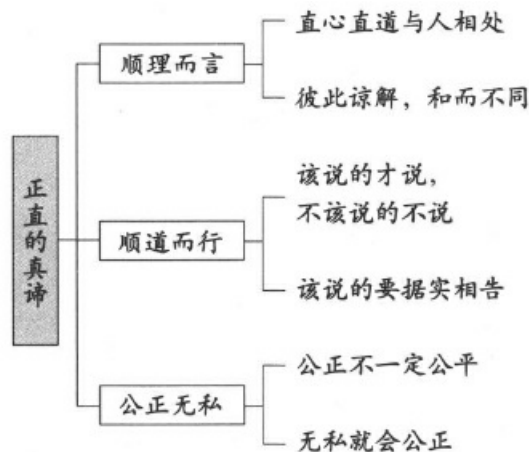 正直的真谛
顺理而言
直心直道与人相处
彼此谅解，和而不同
顺道而行
该说的才说，
不该说的不说
该说的要据实相告
公正无私
公正不一定公平
无私就会公正